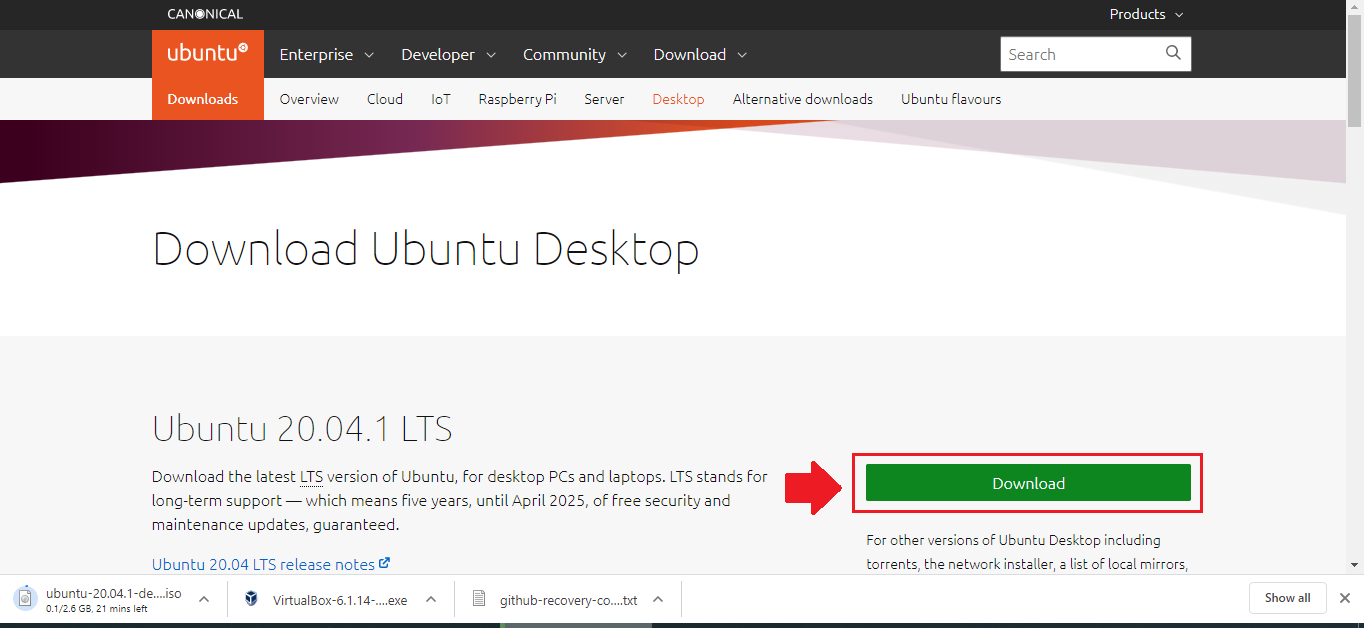 CANONICAL
Products
ubuntu
Enterprise
Developer
Community
Download
Search
Downloads
Overview
Cloud
IoT
Raspberry Pi
Server
Desktop
Alternative downloads
Ubuntu flavours
Download Ubuntu Desktop
Ubuntu 20.04.1 LTS
Download the latest LTS version of Ubuntu, for desktop PCs and laptops. LTS stands for
long-term support — which means five years, until April 2025, of free security and
maintenance updates, guaranteed.
Ubuntu 20.04 LTS release notes
Download
For other versions of Ubuntu Desktop including
torrents, the network installer, a list of local mirrors,
ubuntu-20.04.1-de....iso
0.1/2.6 GB, 21 mins left
VirtualBox-6.1.14-....exe
github-recovery-co....txt
Show all